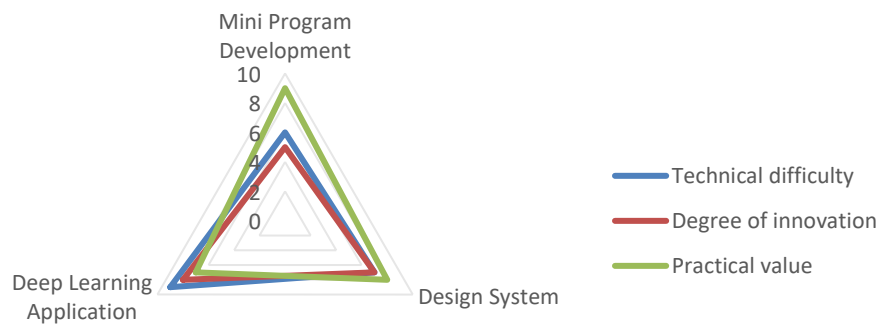 Mini Program
Development
10
8
6
4
2
0
Technical difficulty
Degree of innovation
Practical value
Deep Learning
Application
Design System